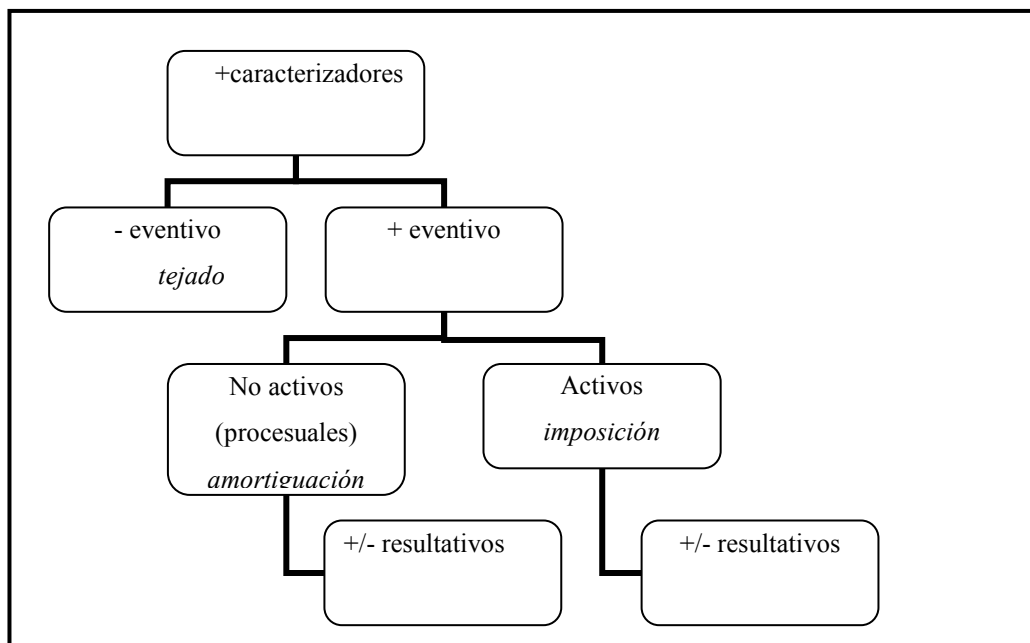 +caracterizadores
- eventivo
tejado
+ eventivo
No activos
(procesuales)
amortiguación
Activos
imposición
+/- resultativos
+/- resultativos